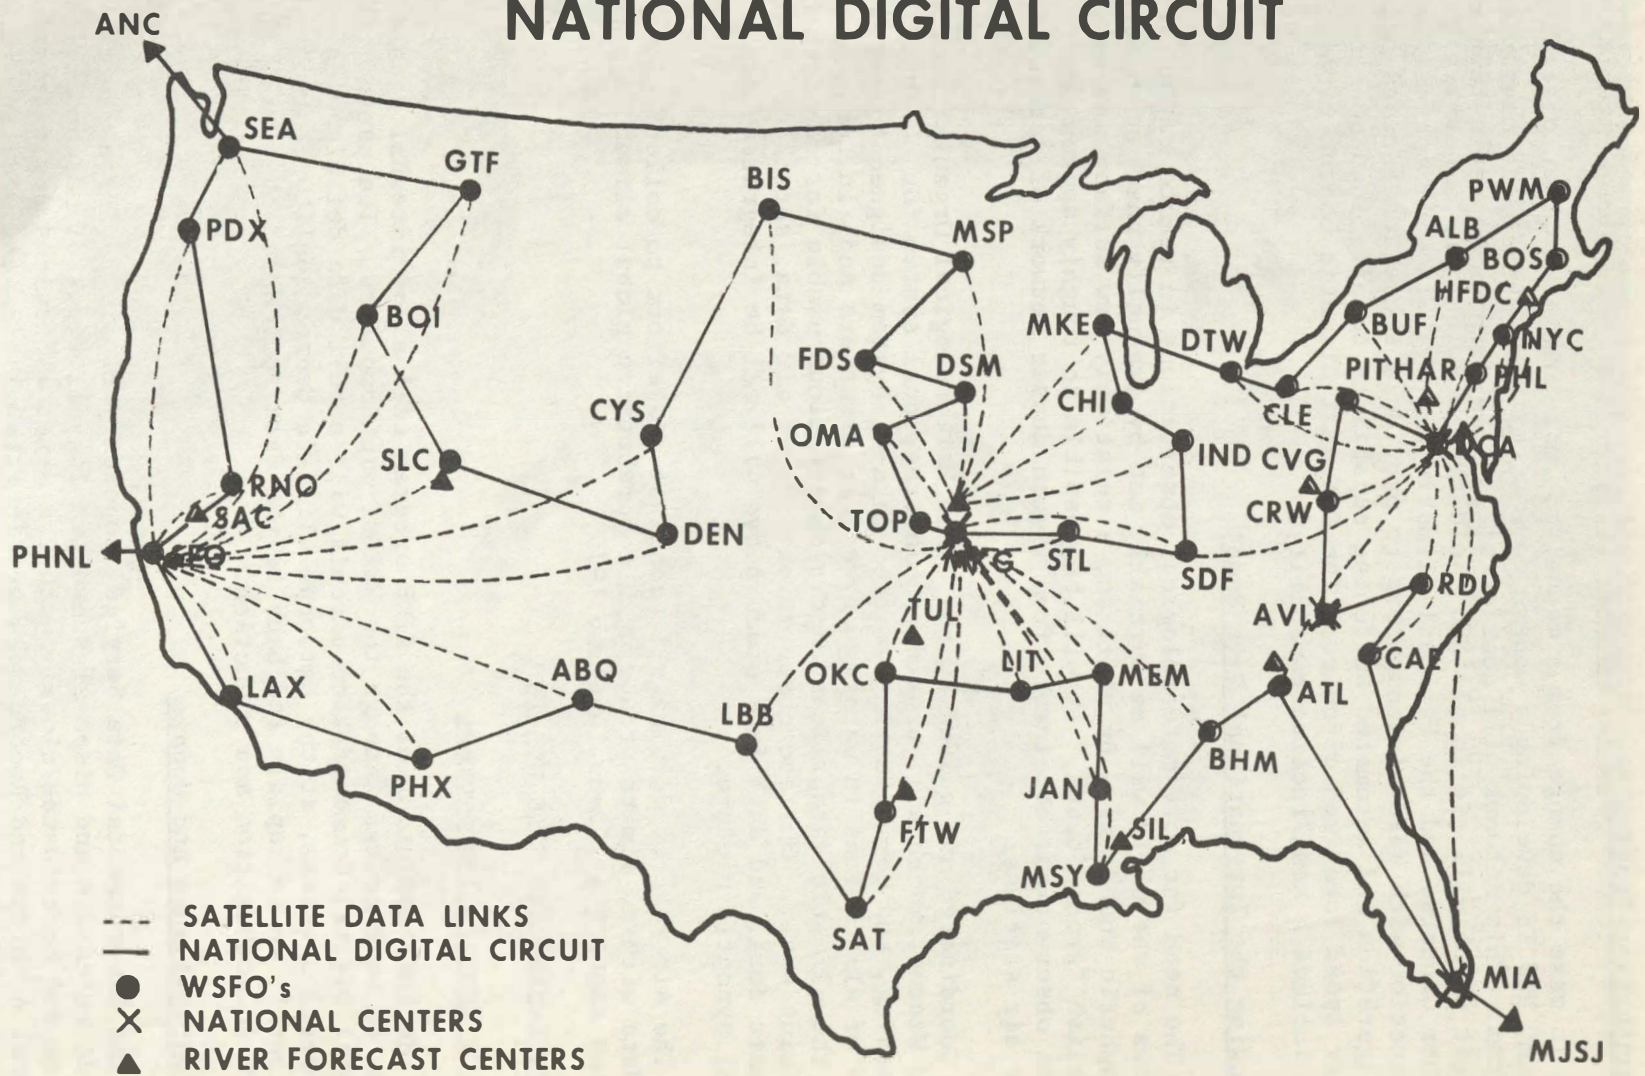 NATIONAL DIGITAL CIRCUIT
ANC
SEA
GTF
BIS
PDX
MSP
PWM
ALB
BOS
HFDC
BOI
MKE
DTW
BUF
NYC
FDS
DSM
PIT HAR
PHL
CYS
CHI
CLE
OMA
DCA
SLC
IND
CVG
RNO
SAC
CRW
TOP
PHNL
DEN
STL
SDF
RDU
TUL
AVL
LIT
CAE
ABQ
OKC
MEM
LAX
ATL
LBB
PHX
BHM
JAN
FTW
SIL
MSY
SAT
MIA
MJSJ
SATELLITE DATA LINKS
NATIONAL DIGITAL CIRCUIT
WSFO's
NATIONAL CENTERS
RIVER FORECAST CENTERS